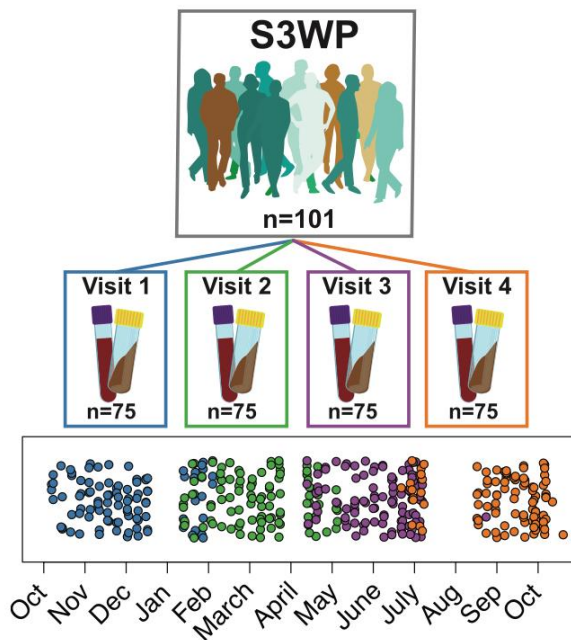 S3WP
n=101
Visit 1 Visit 2 Visit 3 Visit 4
n=75 n=75 n=75 n=75
Oct Nov Dec Jan Feb March April May June July Aug Sep Oct